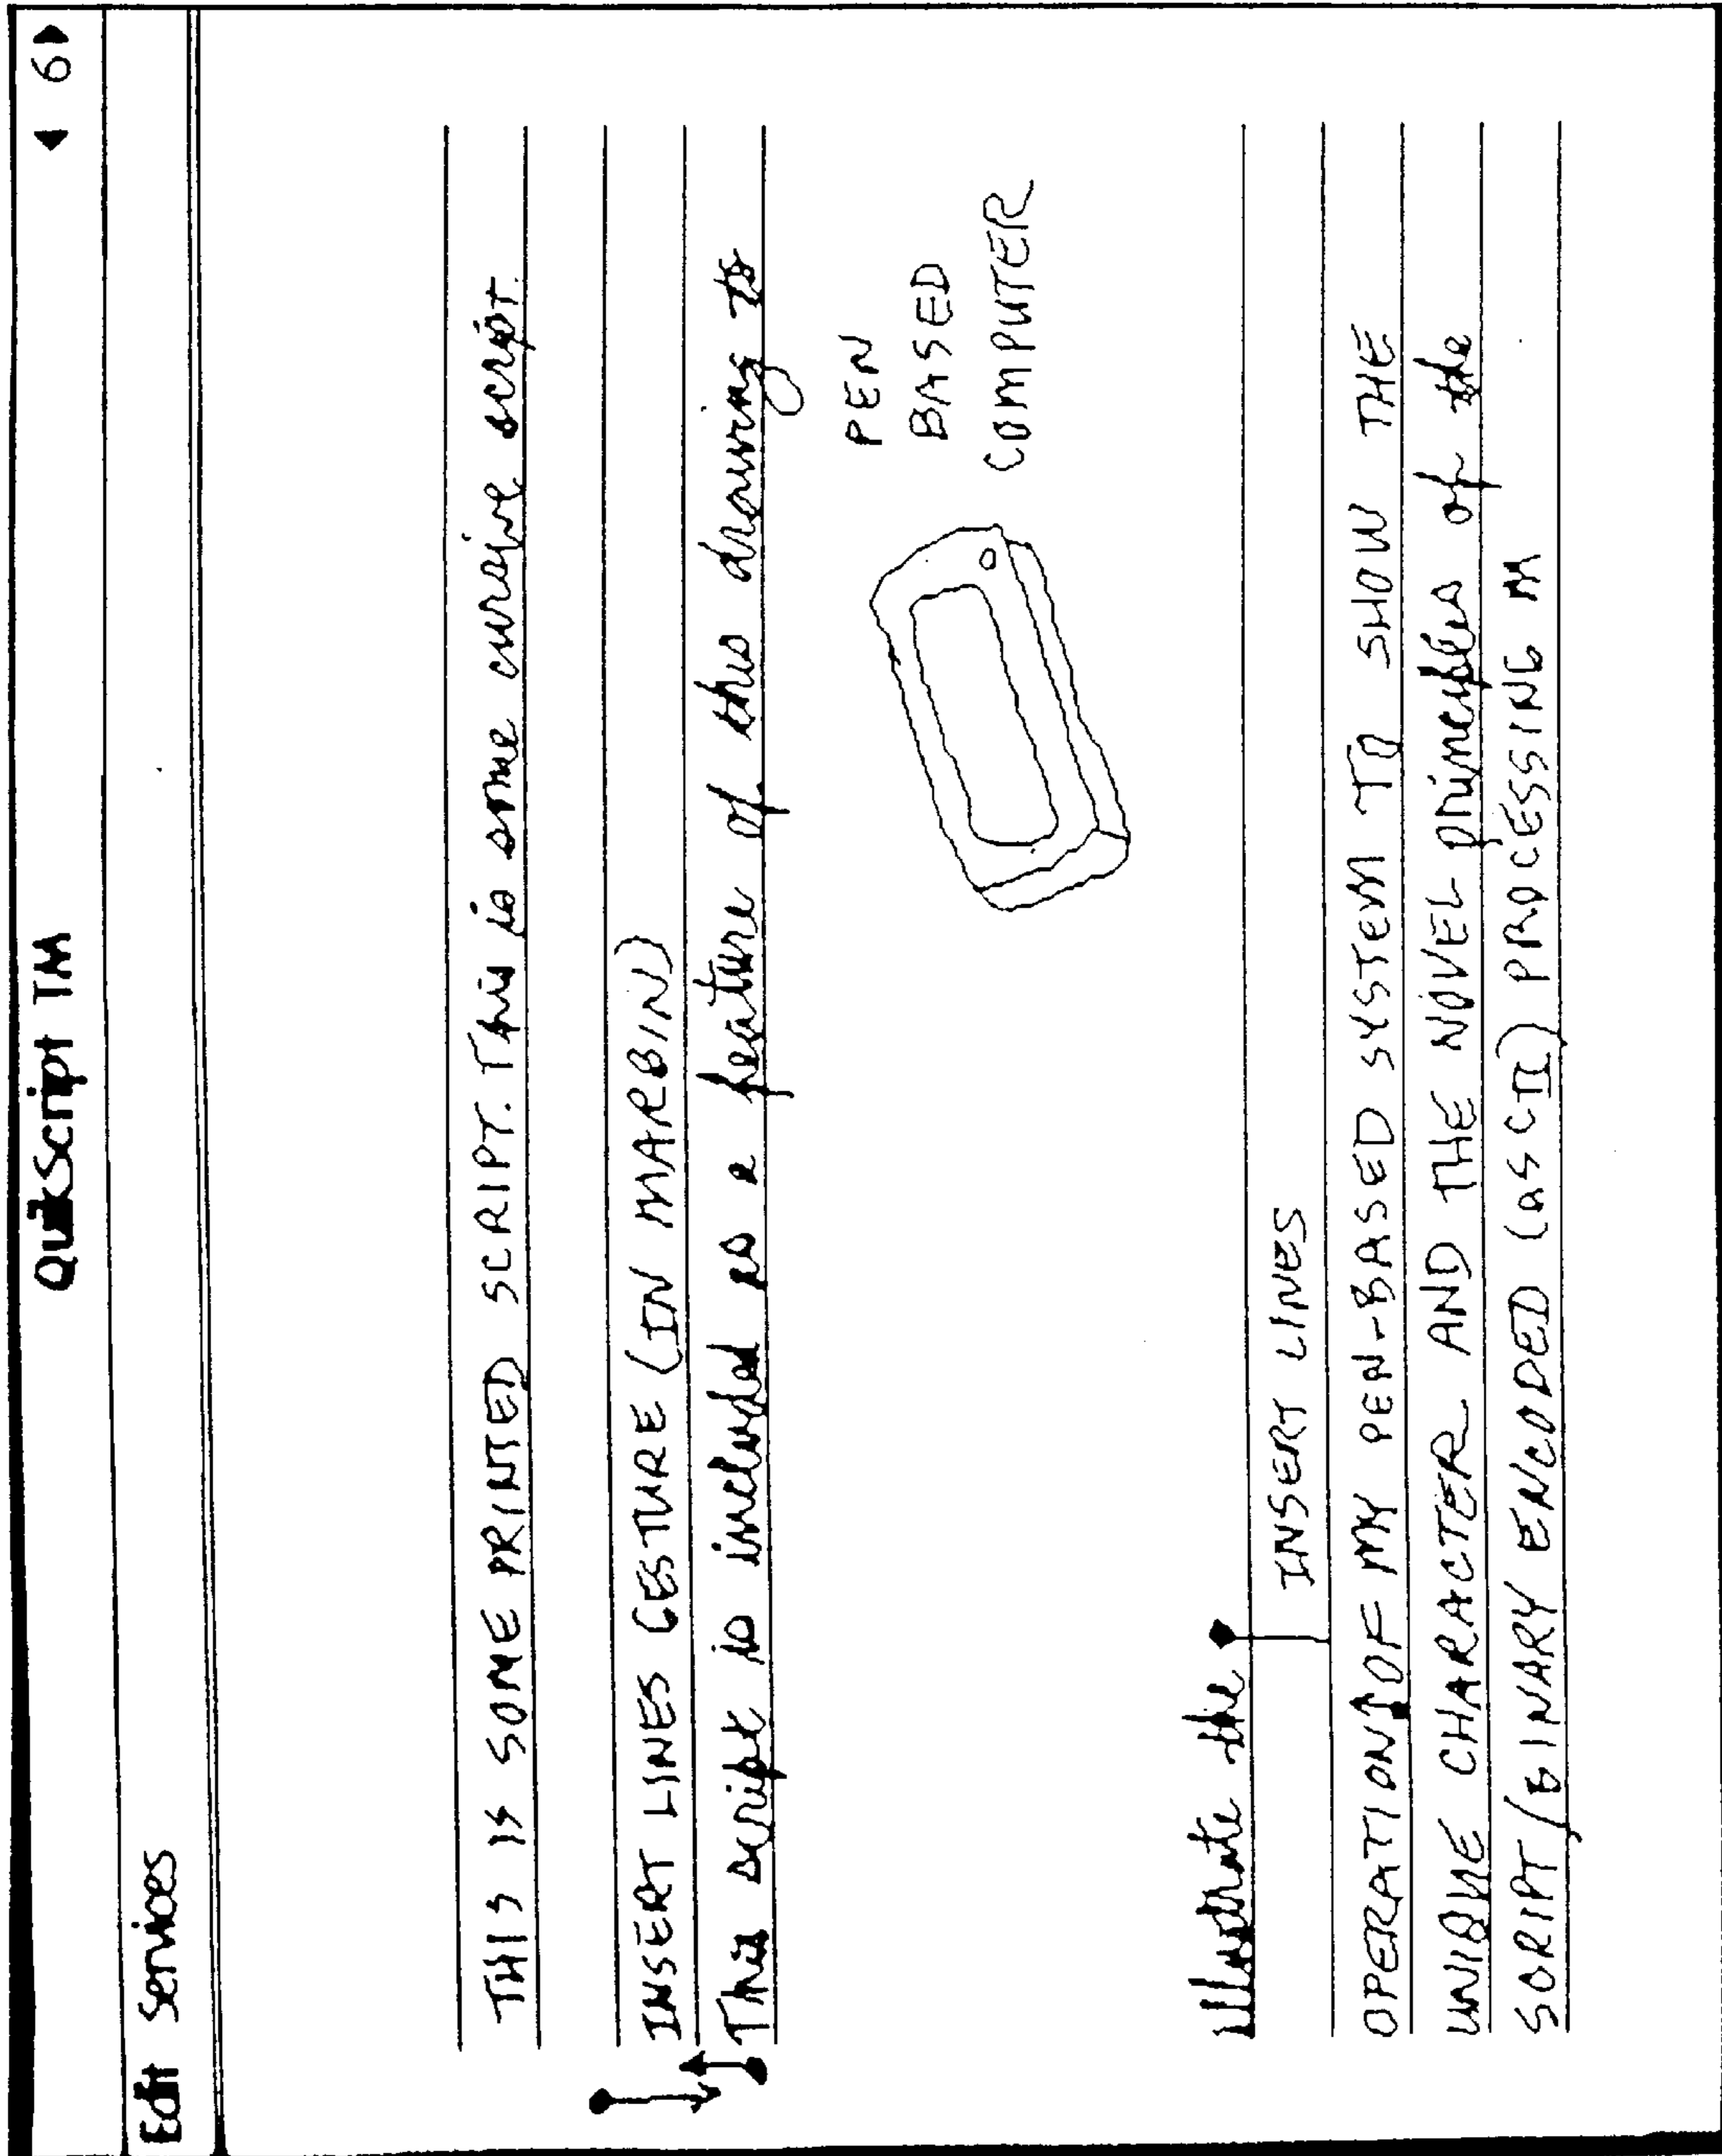 QuikScript TM
◀ 6▶
Edit Services
THIS IS SOME PRINTED SCRIPT. This is some cursive script.
INSERT LINES GESTURE (IN MARGIN)
This script is included as a feature of this drawing to
PEN
BASED
COMPUTER
illustrate the
INSERT LINES
OPERATION OF MY PEN-BASED SYSTEM TO SHOW THE
UNIQUE CHARACTER AND THE NOVEL principles of the
SCRIPT/BINARY ENCODED (ASCII) PROCESSING M